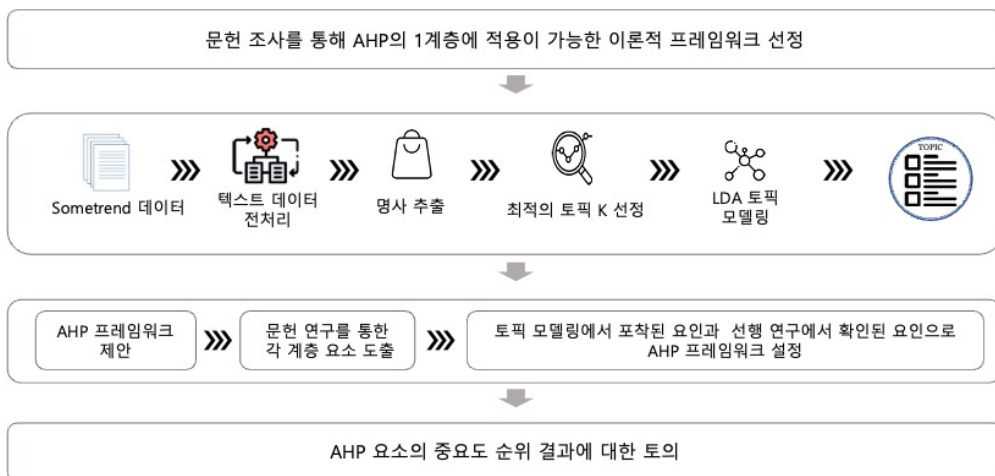 문헌 조사를 통해 AHP의 1계층에 적용이 가능한 이론적 프레임워크 선정
Sometrend 데이터
텍스트 데이터
전처리
명사 추출
최적의 토픽 K 선정
LDA 토픽
모델링
TOPIC
AHP 프레임워크
제안
문헌 연구를 통한
각 계층 요소 도출
토픽 모델링에서 포착된 요인과 선행 연구에서 확인된 요인으로
AHP 프레임워크 설정
AHP 요소의 중요도 순위 결과에 대한 토의